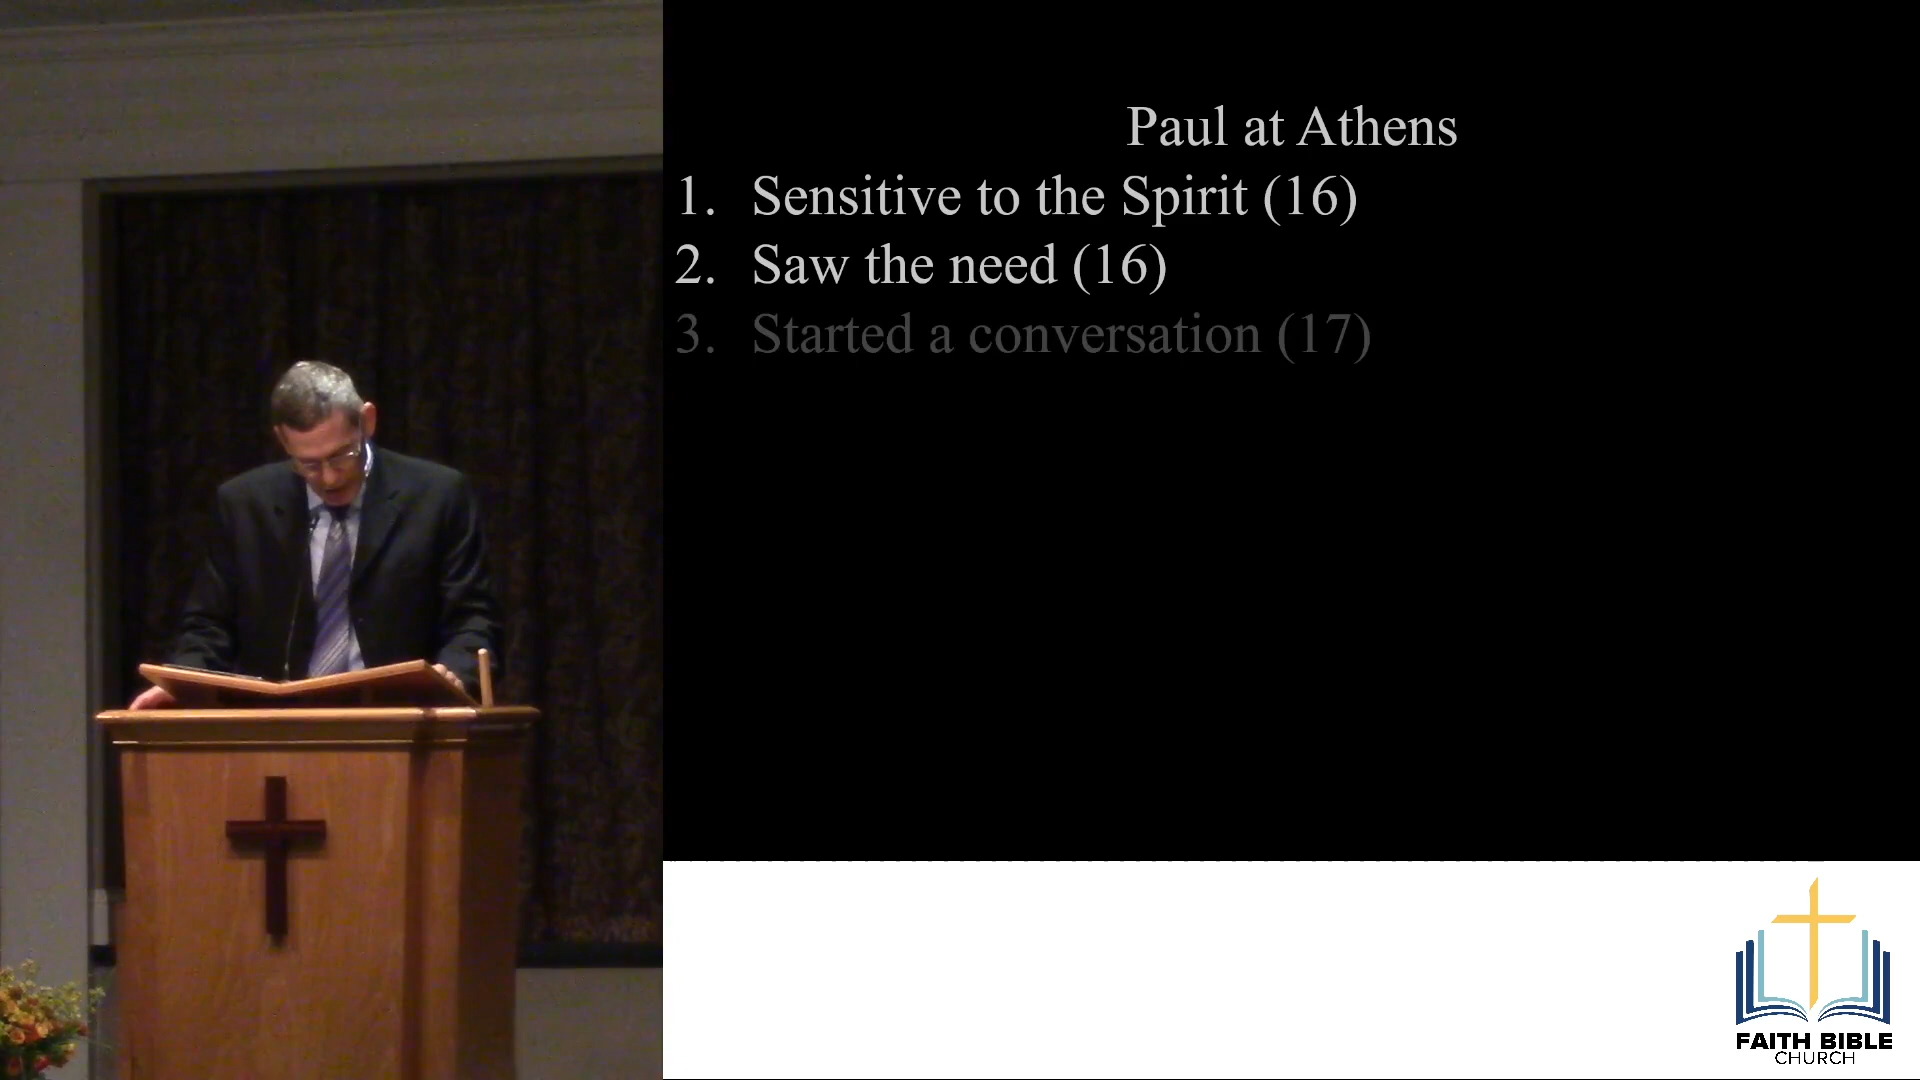 Paul at Athens
1. Sensitive to the Spirit (16)
2. Saw the need (16)
3. Started a conversation (17)
FAITH BIBLE
CHURCH